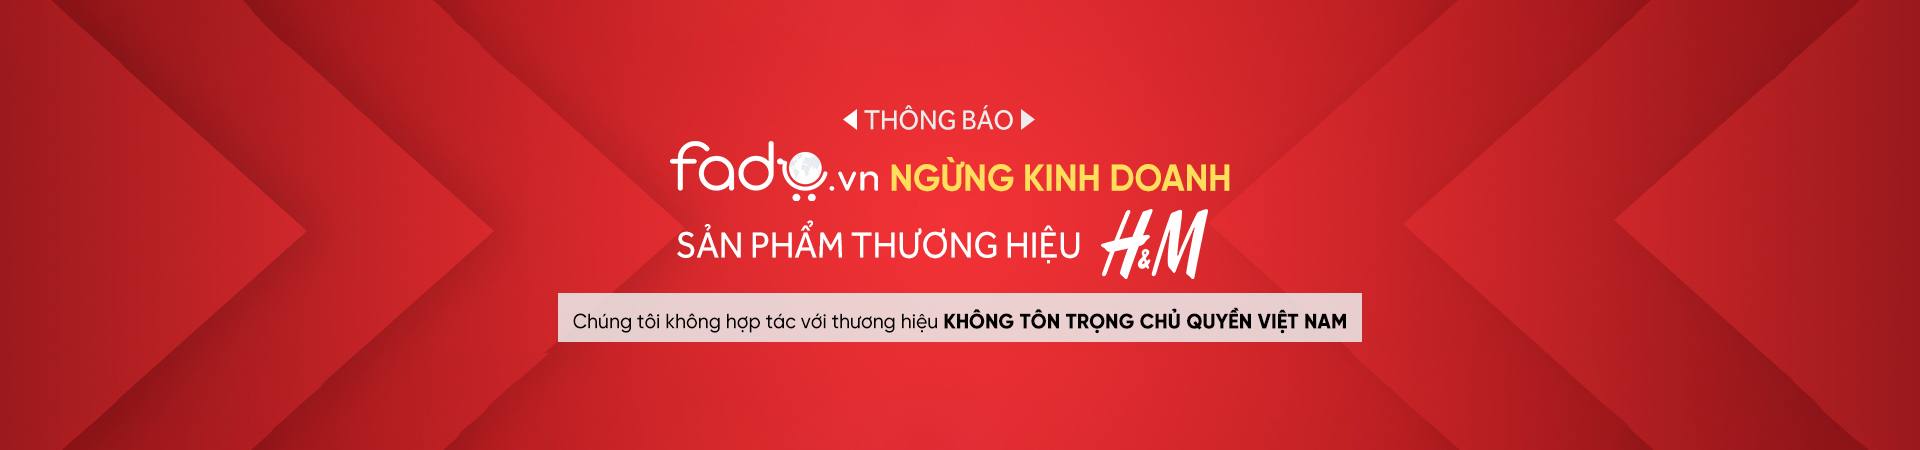 THÔNG BÁO
fado.vn NGỪNG KINH DOANH
SẢN PHẨM THƯƠNG HIỆU H&M
Chúng tôi không hợp tác với thương hiệu KHÔNG TÔN TRỌNG CHỦ QUYỀN VIỆT NAM